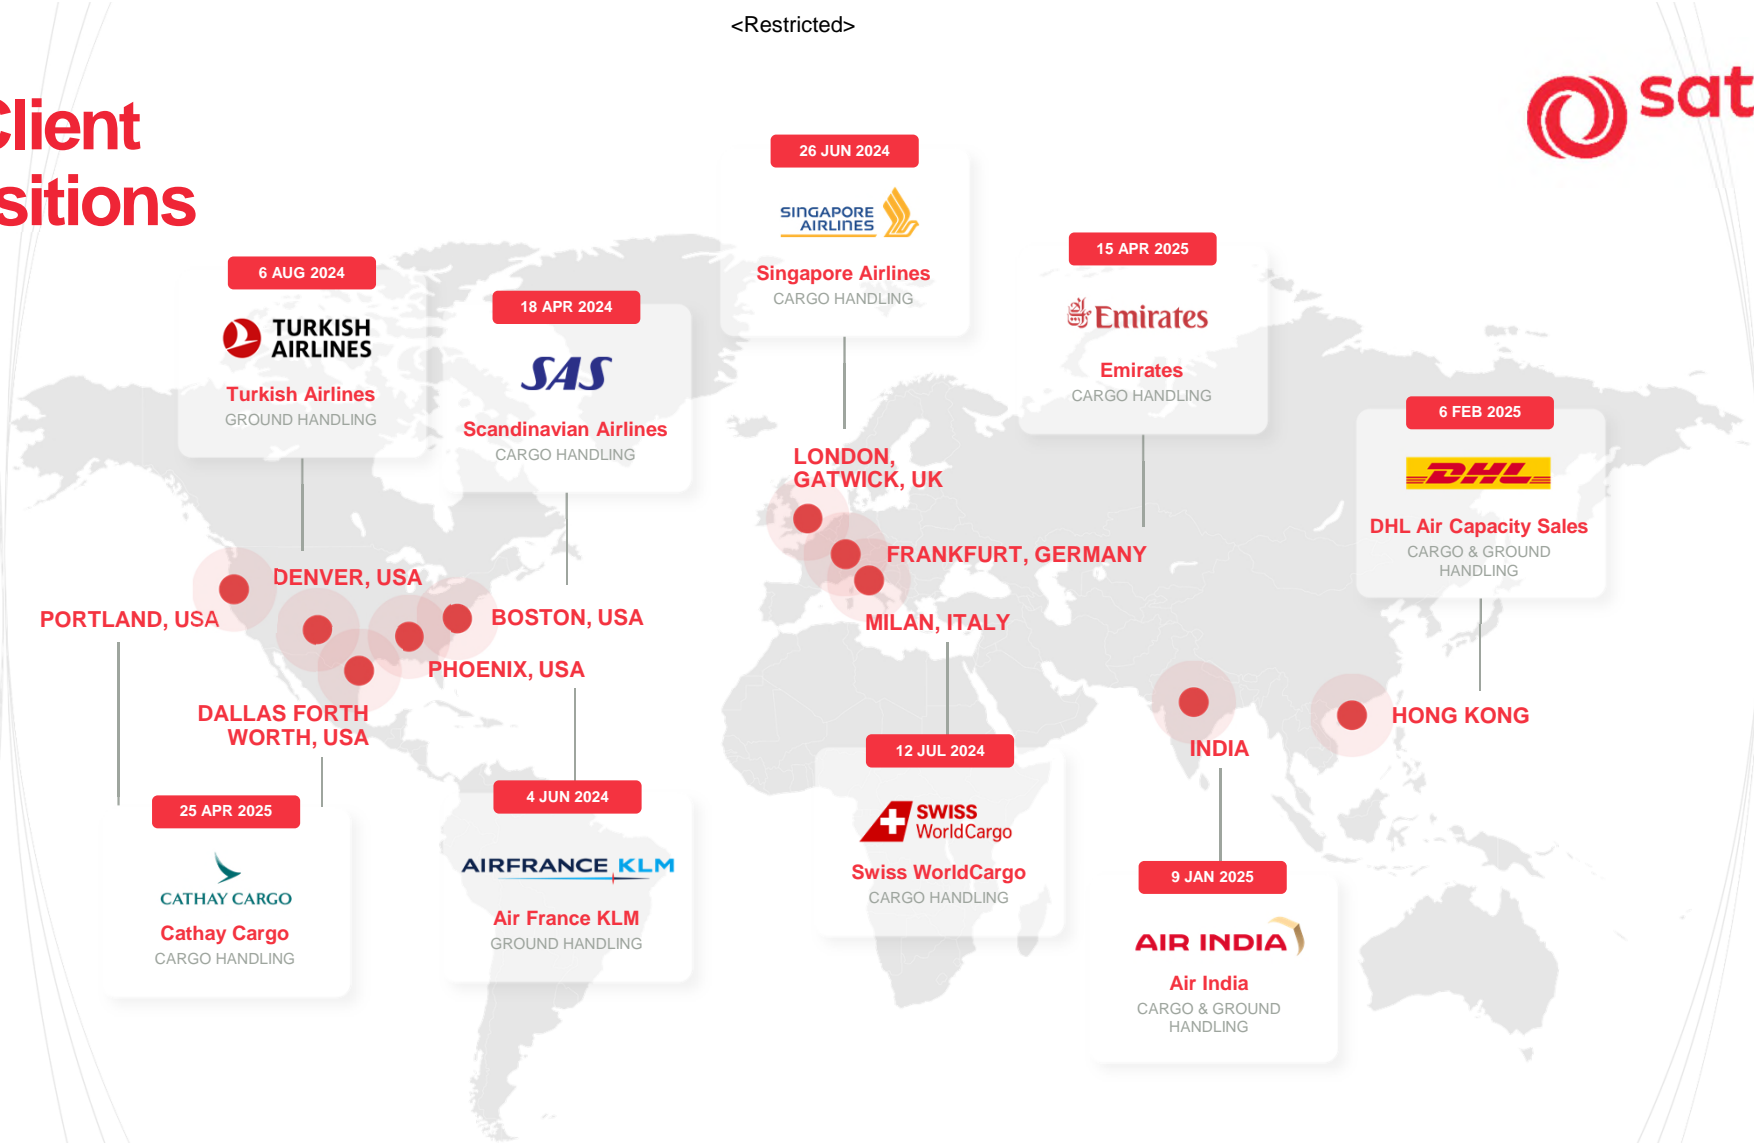 <Restricted>
Client
sitions
sat
26 JUN 2024
SINGAPORE
AIRLINES
Singapore Airlines
CARGO HANDLING
15 APR 2025
Emirates
Emirates
CARGO HANDLING
6 AUG 2024
TURKISH
AIRLINES
Turkish Airlines
GROUND HANDLING
18 APR 2024
SAS
Scandinavian Airlines
CARGO HANDLING
6 FEB 2025
DHL
DHL Air Capacity Sales
CARGO & GROUND
HANDLING
LONDON,
GATWICK, UK
FRANKFURT, GERMANY
MILAN, ITALY
DENVER, USA
PORTLAND, USA
BOSTON, USA
PHOENIX, USA
DALLAS FORTH
WORTH, USA
INDIA
HONG KONG
25 APR 2025
CATHAY CARGO
Cathay Cargo
CARGO HANDLING
4 JUN 2024
AIRFRANCE KLM
Air France KLM
GROUND HANDLING
12 JUL 2024
SWISS
WorldCargo
Swiss WorldCargo
CARGO HANDLING
9 JAN 2025
AIR INDIA
Air India
CARGO & GROUND
HANDLING